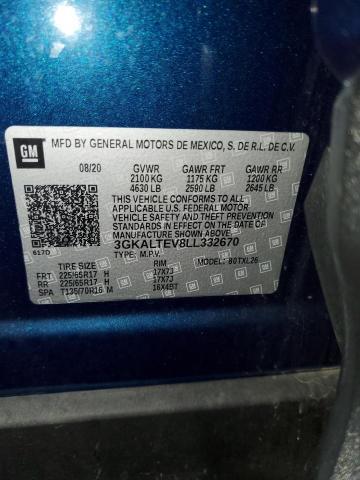 GM
MFD BY GENERAL MOTORS DE MEXICO, S. DE R.L. DE C.V.
08/20 GVWR GAWR FRT GAWR RR
2100 KG 1175 KG 1200 KG
4630 LB 2590 LB 2645 LB
THIS VEHICLE CONFORMS TO ALL
APPLICABLE U.S. FEDERAL MOTOR
VEHICLE SAFETY, BUMPER, AND THEFT
PREVENTION STANDARDS IN EFFECT ON THE DATE OF
MANUFACTURE SHOWN ABOVE.
3GKALTEV8LL332670
617D
TYPE: M.P.V. MODEL: 80TXL26
TIRE SIZE RIM
FRT 225/65R17 H 17X7J
RR 225/65R17 H 17X7J
SPA T135/70R16 M 16X4BT